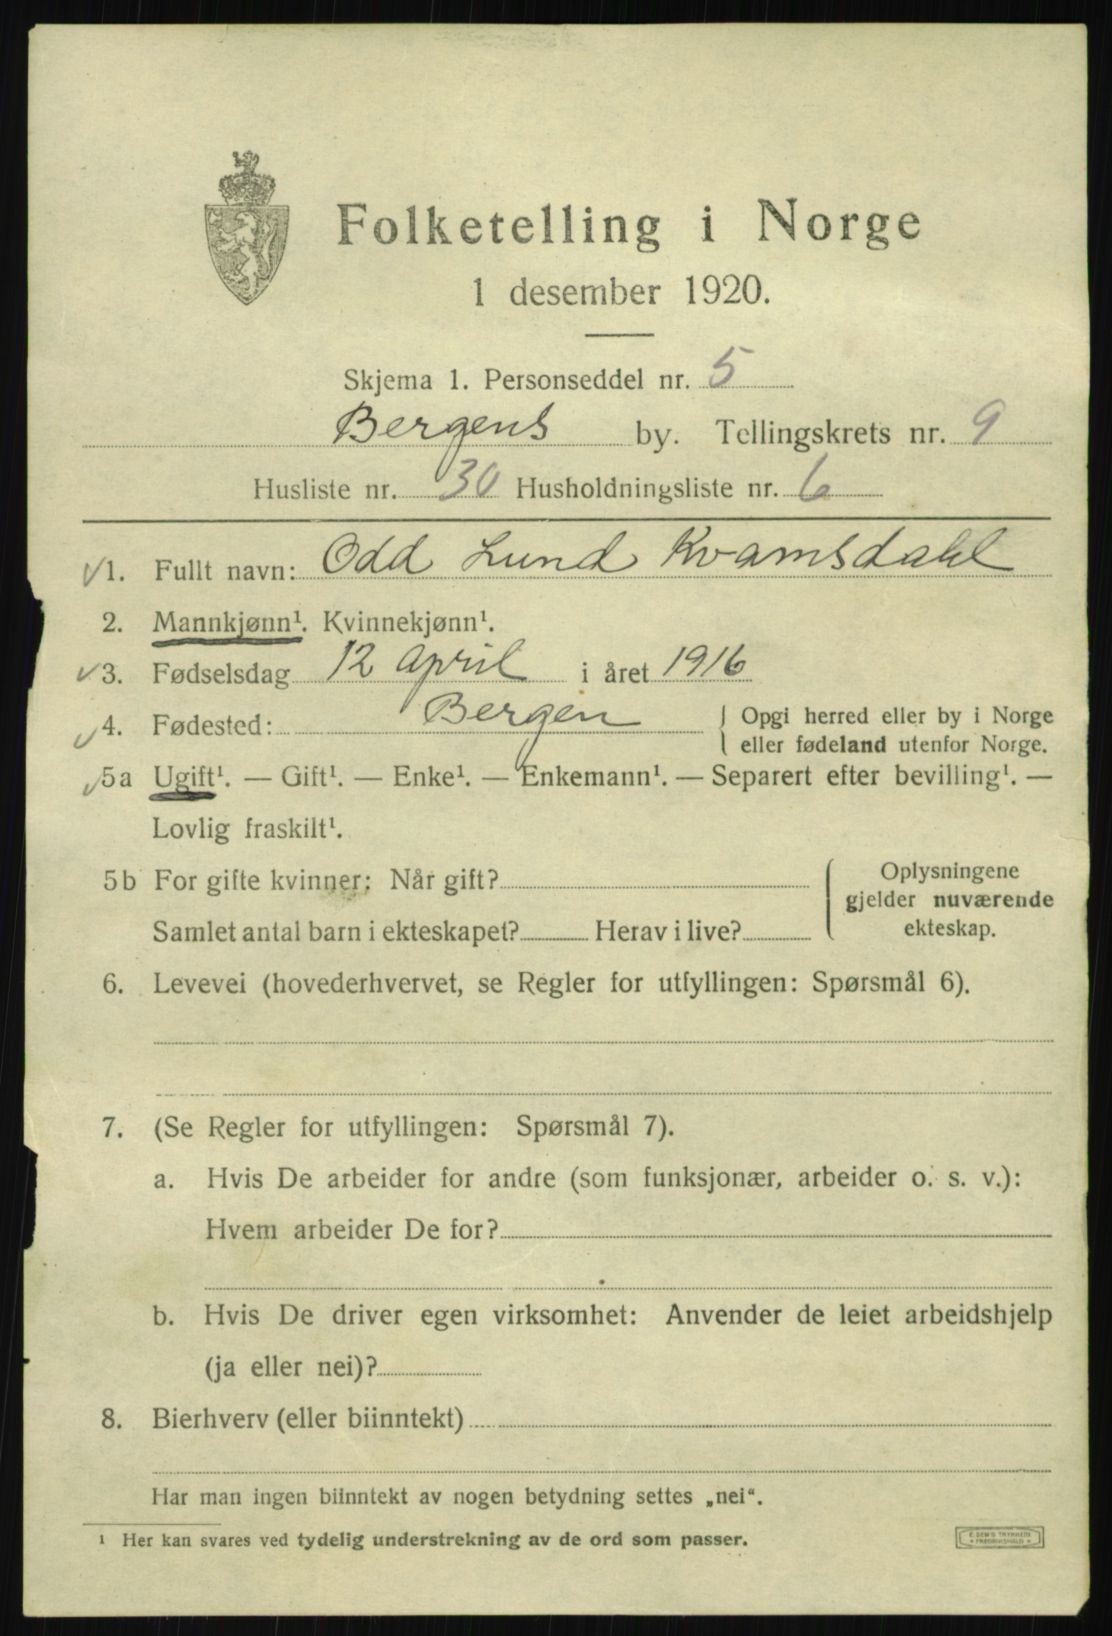 Folketelling i Norge
1 desember 1920.
Skjema 1. Personseddel nr. 5
Bergens by. Tellingskrets nr. 9
Husliste nr. 30 Husholdningsliste nr. 6
√1. Fullt navn: Odd Lund Kvamsdahl
2. Mannkjønn¹. Kvinnekjønn¹.
√3. Fødselsdag 12 april i året 1916
√4. Fødested: Bergen { Opgi herred eller by i Norge
eller fødeland utenfor Norge.
√5a Ugift¹. — Gift¹. — Enke¹. — Enkemann¹. — Separert efter bevilling¹. —
Lovlig fraskilt¹.
5b For gifte kvinner: Når gift? { Oplysningene
gjelder nuværende
Samlet antal barn i ekteskapet? Herav i live? ekteskap.
6. Levevei (hovederhvervet, se Regler for utfyllingen: Spørsmål 6).
7. (Se Regler for utfyllingen: Spørsmål 7).
a. Hvis De arbeider for andre (som funksjonær, arbeider o. s. v.):
Hvem arbeider De for?
b. Hvis De driver egen virksomhet: Anvender de leiet arbeidshjelp
(ja eller nei)?
8. Bierhverv (eller biinntekt)
Har man ingen biinntekt av nogen betydning settes „nei“.
¹ Her kan svares ved tydelig understrekning av de ord som passer.